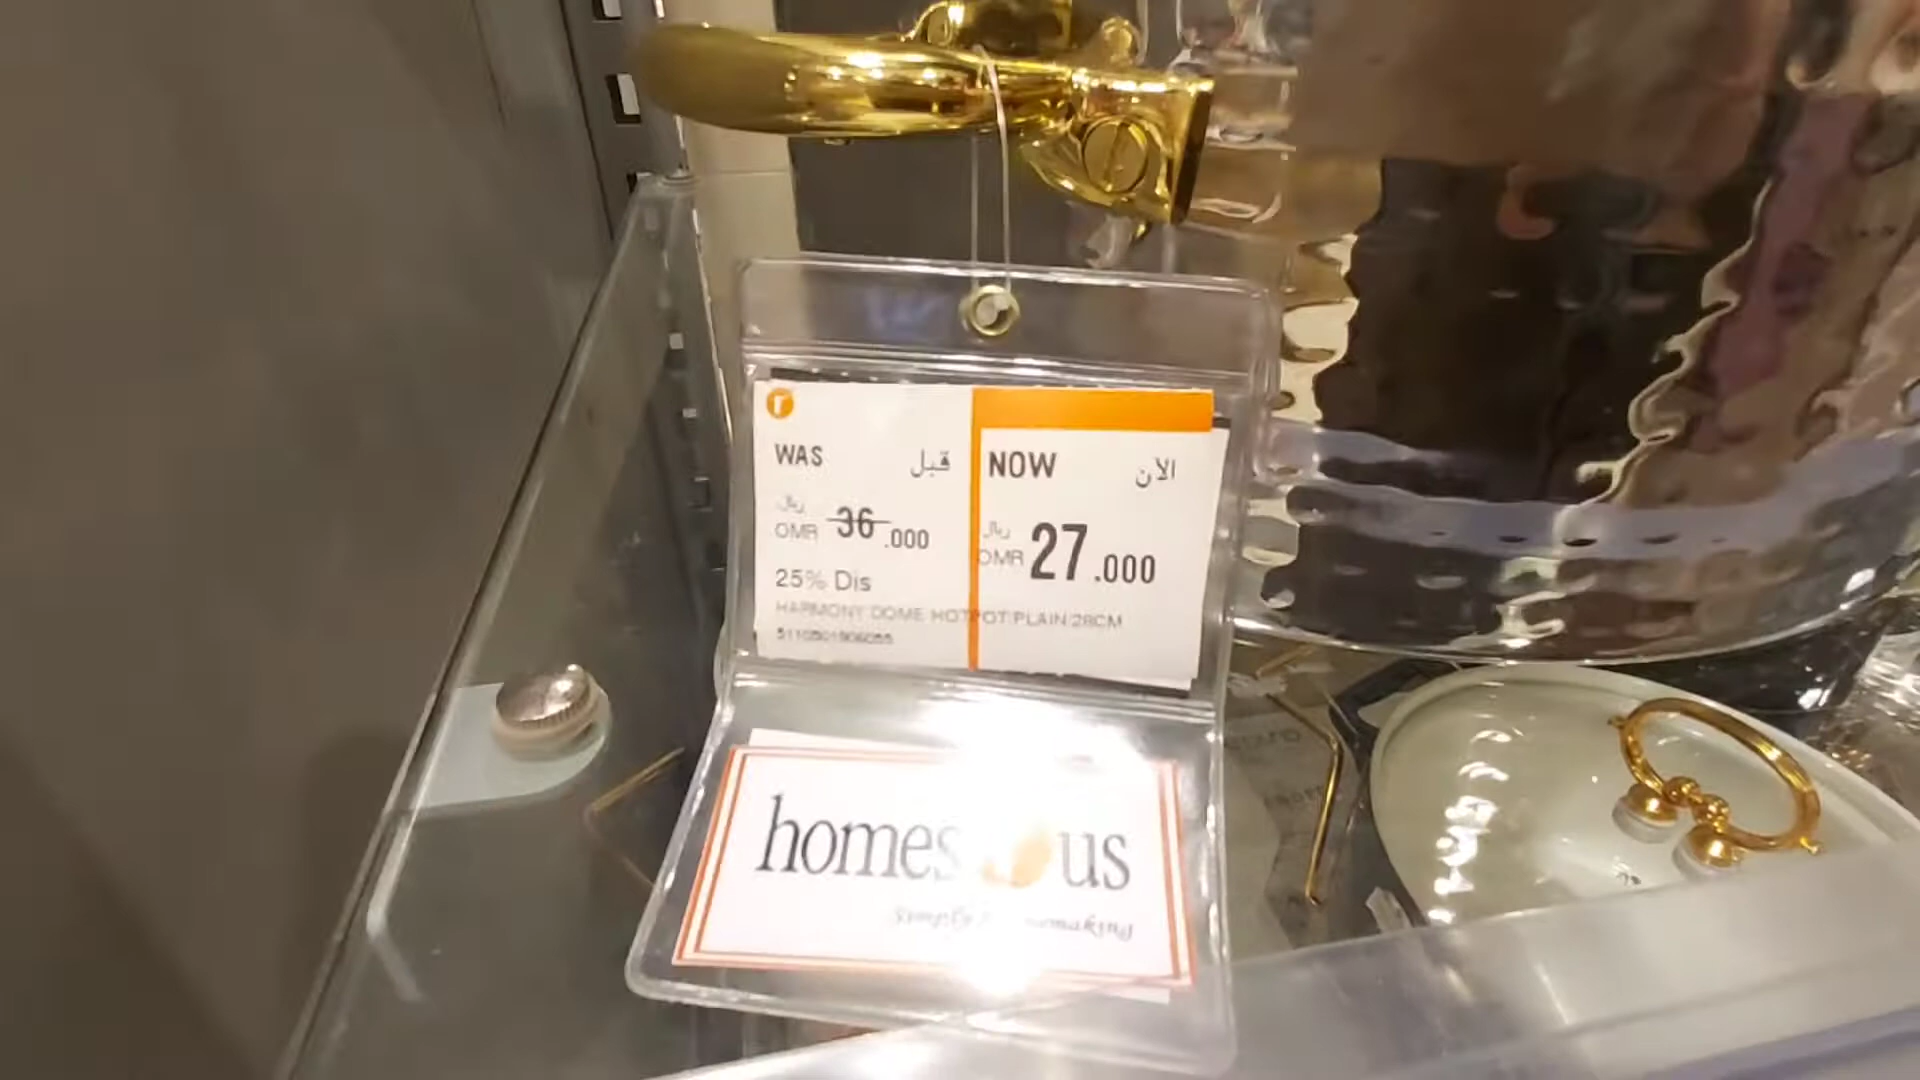 WAS قبل
ريال
OMR 36.000
25% Dis
NOW الآن
ريال
OMR 27.000
HARMONY DOME HOTPOT/PLAIN/28CM
homes us
Simply